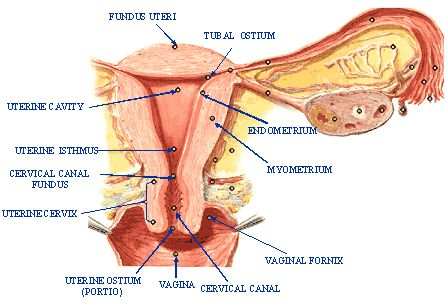 FUNDUS UTERI
TUBAL OSTIUM
UTERINE CAVITY
ENDOMETRIUM
UTERINE ISTHMUS
MYOMETRIUM
CERVICAL CANAL
FUNDUS
UTERINE CERVIX
VAGINAL FORNIX
UTERINE OSTIUM
(PORTIO)
VAGINA
CERVICAL CANAL